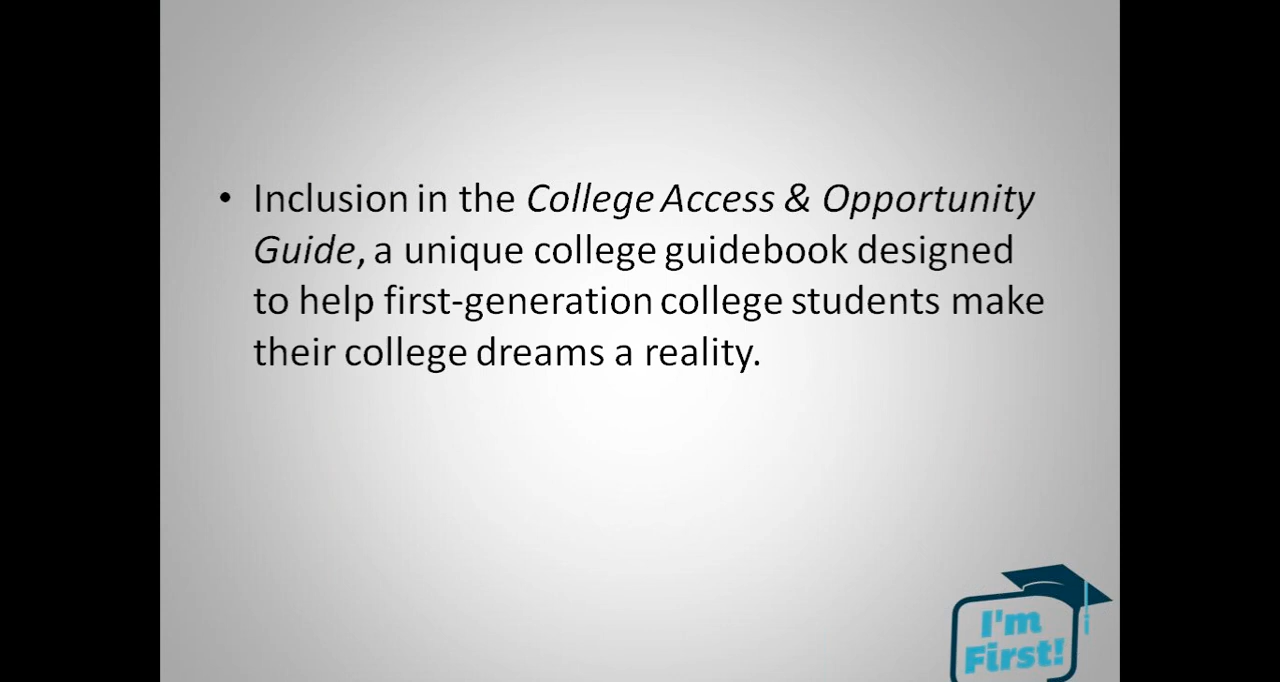 • Inclusion in the College Access & Opportunity
Guide, a unique college guidebook designed
to help first-generation college students make
their college dreams a reality.
I'm
First!